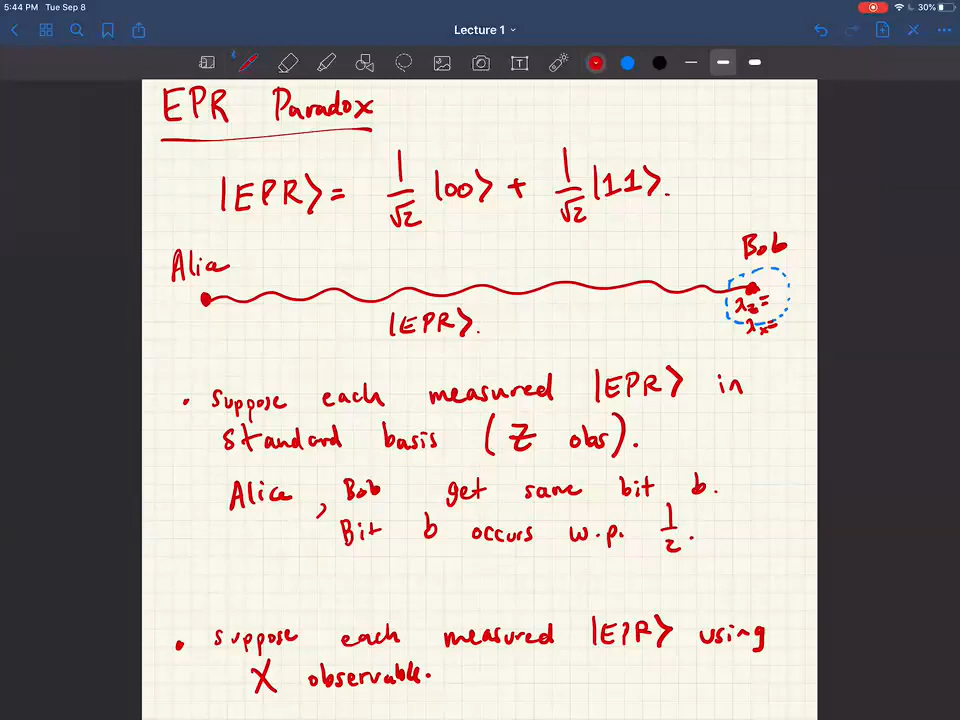 5:44 PM Tue Sep 8
30%
Lecture 1
EPR Paradox
|EPR⟩ = 1/√2 |00⟩ + 1/√2 |11⟩.
Alice
Bob
λz =
λx =
|EPR⟩.
• Suppose each measured |EPR⟩ in
standard basis (Z obs).
Alice, Bob get same bit b.
Bit b occurs w.p. 1/2.
• Suppose each measured |EPR⟩ using
X observable.